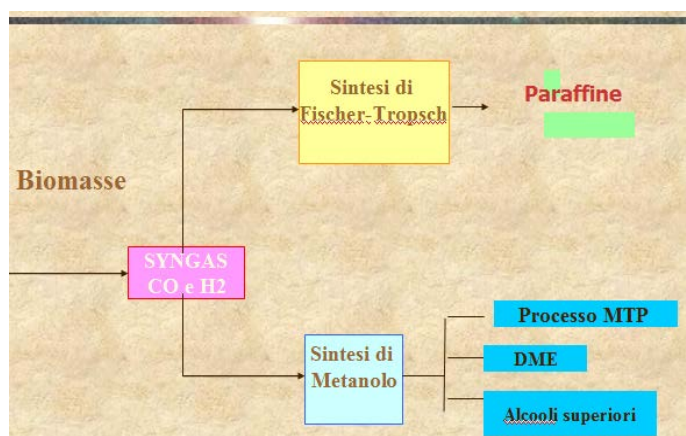 Sintesi di
Fischer-Tropsch
Paraffine
Biomasse
SYNGAS
CO e H2
Sintesi di
Metanolo
Processo MTP
DME
Alcooli superiori